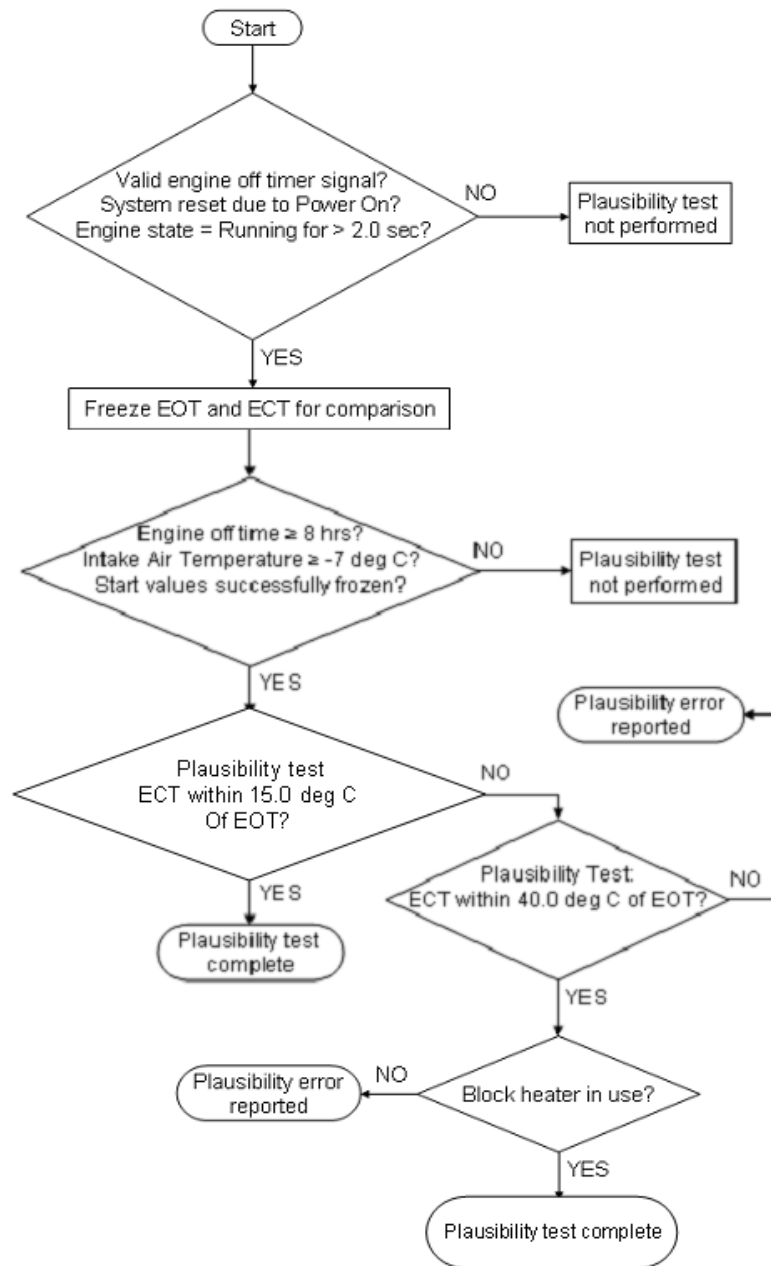 Start
Valid engine off timer signal?
System reset due to Power On?
Engine state = Running for > 2.0 sec?
NO
Plausibility test
not performed
YES
Freeze EOT and ECT for comparison
Engine off time ≥ 8 hrs?
Intake Air Temperature ≥ -7 deg C?
Start values successfully frozen?
NO
Plausibility test
not performed
YES
Plausibility error
reported
Plausibility test
ECT within 15.0 deg C
Of EOT?
NO
YES
Plausibility test
complete
Plausibility Test:
ECT within 40.0 deg C of EOT?
NO
YES
Block heater in use?
NO
Plausibility error
reported
YES
Plausibility test complete